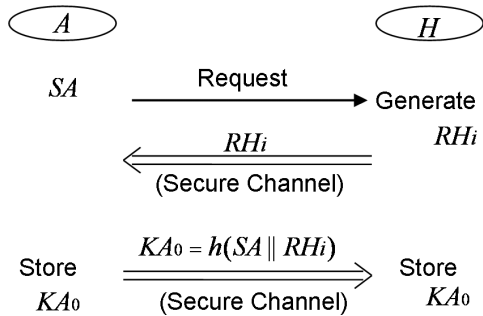 A H
SA Request
Generate
RHi
RHi
(Secure Channel)
KA0 = h(SA || RHi)
Store Store
KA0 (Secure Channel) KA0